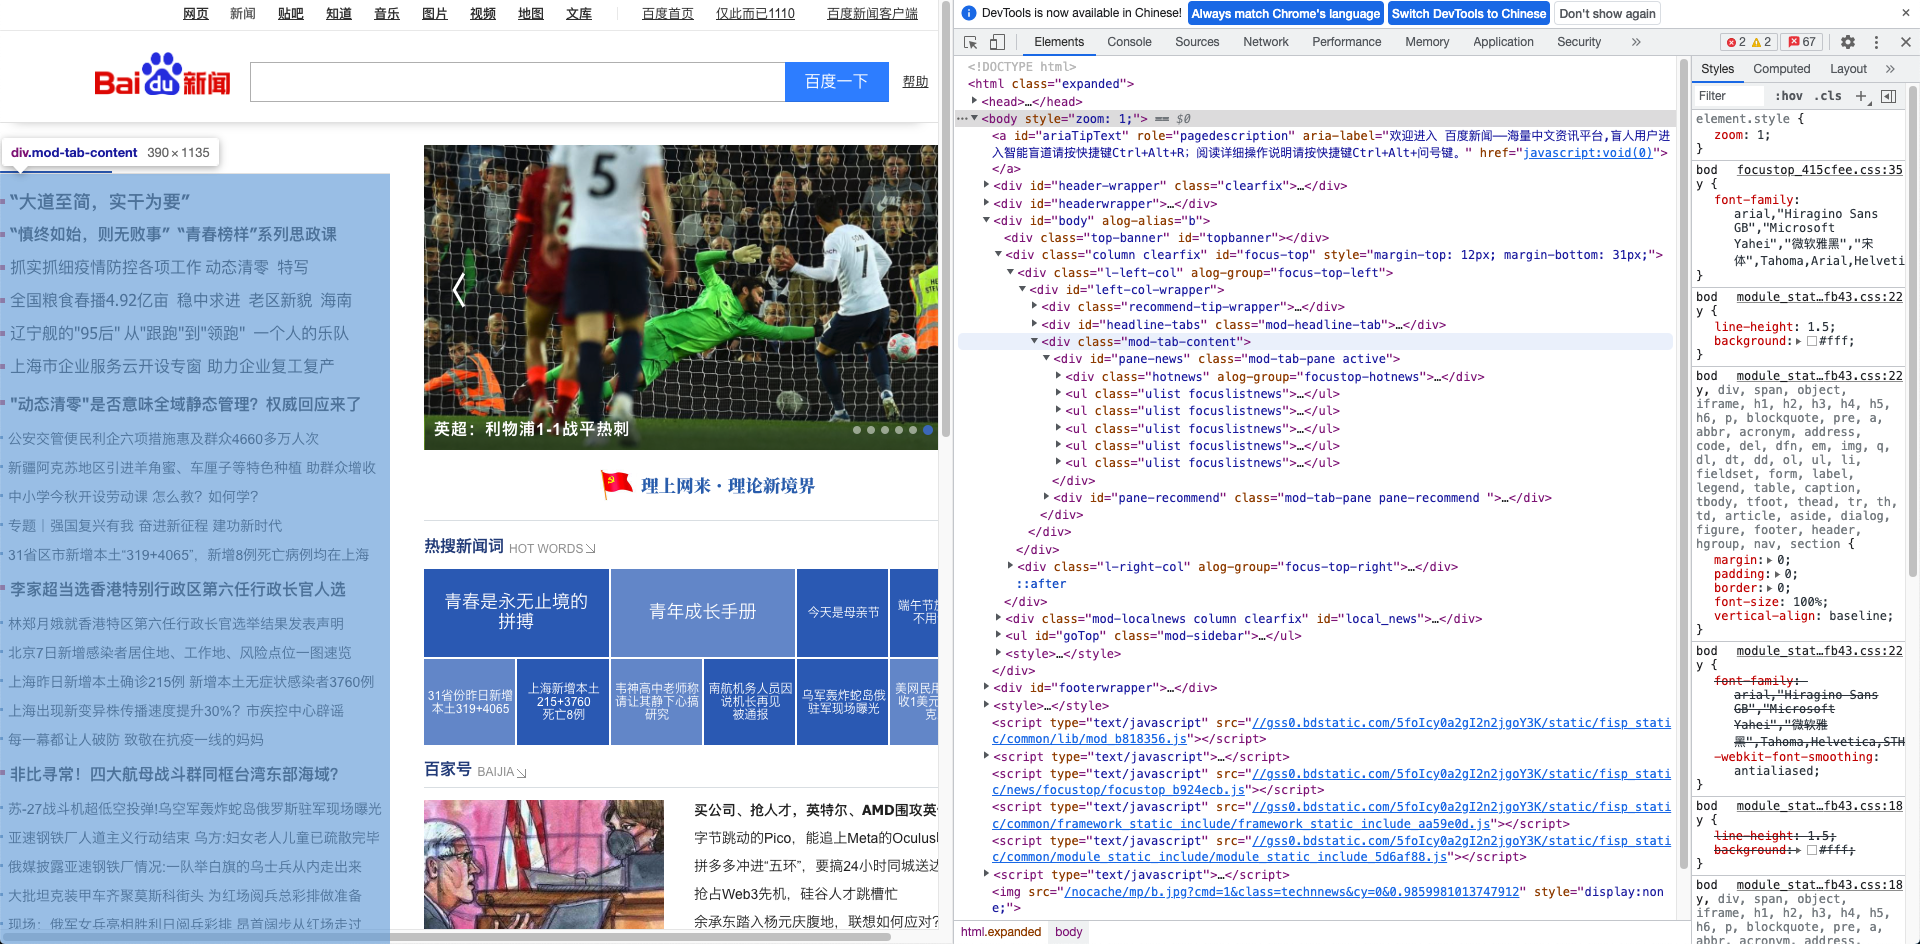 网页 新闻 贴吧 知道 音乐 图片 视频 地图 文库 百度首页 仅此而已1110 百度新闻客户端
Bai du 新闻
百度一下 帮助
div.mod-tab-content 390 × 1135
“大道至简，实干为要”
“慎终如始，则无败事” “青春榜样”系列思政课
抓实抓细疫情防控各项工作 动态清零 特写
全国粮食春播4.92亿亩 稳中求进 老区新貌 海南
辽宁舰的"95后" 从"跟跑"到"领跑" 一个人的乐队
上海市企业服务云开设专窗 助力企业复工复产
"动态清零"是否意味全域静态管理？权威回应来了
公安交管便民利企六项措施惠及群众4660多万人次
新疆阿克苏地区引进羊角蜜、车厘子等特色种植 助群众增收
中小学今秋开设劳动课 怎么教？如何学？
专题｜强国复兴有我 奋进新征程 建功新时代
31省区市新增本土“319+4065”，新增8例死亡病例均在上海
李家超当选香港特别行政区第六任行政长官人选
林郑月娥就香港特区第六任行政长官选举结果发表声明
北京7日新增感染者居住地、工作地、风险点位一图速览
上海昨日新增本土确诊215例 新增本土无症状感染者3760例
上海出现新变异株传播速度提升30%？市疾控中心辟谣
每一幕都让人破防 致敬在抗疫一线的妈妈
非比寻常！四大航母战斗群同框台湾东部海域？
苏-27战斗机超低空投弹!乌空军轰炸蛇岛俄罗斯驻军现场曝光
亚速钢铁厂人道主义行动结束 乌方:妇女老人儿童已疏散完毕
俄媒披露亚速钢铁厂情况:一队举白旗的乌士兵从内走出来
大批坦克装甲车齐聚莫斯科街头 为红场阅兵总彩排做准备
现场：俄军女兵亮相胜利日阅兵彩排 昂首阔步从红场走过
5
7
英超：利物浦1-1战平热刺
理上网来·理论新境界
热搜新闻词 HOT WORDS
青春是永无止境的
拼搏
青年成长手册
今天是母亲节
端午节
不用
31省份昨日新增
本土319+4065
上海新增本土
215+3760
死亡8例
韦神高中老师称
请让其静下心搞
研究
南航机务人员因
说机长再见
被通报
乌军轰炸蛇岛俄
驻军现场曝光
美网民用
收1美元
克
百家号 BAIJIA
买公司、抢人才，英特尔、AMD围攻英
字节跳动的Pico，能追上Meta的Oculus
拼多多冲进“五环”，要搞24小时同城送达
抢占Web3先机，硅谷人才跳槽忙
余承东踏入杨元庆腹地，联想如何应对？
DevTools is now available in Chinese! Always match Chrome's language Switch DevTools to Chinese Don't show again ×
Elements Console Sources Network Performance Memory Application Security » 2 2 67
<!DOCTYPE html>
<html class="expanded">
<head>…</head>
<body style="zoom: 1;"> == $0
<a id="ariaTipText" role="pagedescription" aria-label="欢迎进入 百度新闻——海量中文资讯平台,盲人用户进
入智能盲道请按快捷键Ctrl+Alt+R；阅读详细操作说明请按快捷键Ctrl+Alt+问号键。" href="javascript:void(0)">
</a>
<div id="header-wrapper" class="clearfix">…</div>
<div id="headerwrapper">…</div>
<div id="body" alog-alias="b">
<div class="top-banner" id="topbanner"></div>
<div class="column clearfix" id="focus-top" style="margin-top: 12px; margin-bottom: 31px;">
<div class="l-left-col" alog-group="focus-top-left">
<div id="left-col-wrapper">
<div class="recommend-tip-wrapper">…</div>
<div id="headline-tabs" class="mod-headline-tab">…</div>
<div class="mod-tab-content">
<div id="pane-news" class="mod-tab-pane active">
<div class="hotnews" alog-group="focustop-hotnews">…</div>
<ul class="ulist focuslistnews">…</ul>
<ul class="ulist focuslistnews">…</ul>
<ul class="ulist focuslistnews">…</ul>
<ul class="ulist focuslistnews">…</ul>
<ul class="ulist focuslistnews">…</ul>
</div>
<div id="pane-recommend" class="mod-tab-pane pane-recommend ">…</div>
</div>
</div>
</div>
<div class="l-right-col" alog-group="focus-top-right">…</div>
::after
</div>
<div class="mod-localnews column clearfix" id="local_news">…</div>
<ul id="goTop" class="mod-sidebar">…</ul>
<style>…</style>
</div>
<div id="footerwrapper">…</div>
<style>…</style>
<script type="text/javascript" src="//gss0.bdstatic.com/5foIcy0a2gI2n2jgoY3K/static/fisp_stati
c/common/lib/mod_b818356.js"></script>
<script type="text/javascript">…</script>
<script type="text/javascript" src="//gss0.bdstatic.com/5foIcy0a2gI2n2jgoY3K/static/fisp_stati
c/news/focustop/focustop_b924ecb.js"></script>
<script type="text/javascript" src="//gss0.bdstatic.com/5foIcy0a2gI2n2jgoY3K/static/fisp_stati
c/common/framework_static_include/framework_static_include_aa59e0d.js"></script>
<script type="text/javascript" src="//gss0.bdstatic.com/5foIcy0a2gI2n2jgoY3K/static/fisp_stati
c/common/module_static_include/module_static_include_5d6af88.js"></script>
<script type="text/javascript">…</script>
<img src="/nocache/mp/b.jpg?cmd=1&class=technnews&cy=0&0.9859981013747912" style="display:non
e;">
html.expanded body
Styles Computed Layout »
Filter :hov .cls +
element.style {
zoom: 1;
}
bod focustop_415cfee.css:35
y {
font-family:
arial,"Hiragino Sans
GB","Microsoft
Yahei","微软雅黑","宋
体",Tahoma,Arial,Helveti
}
bod module_stat…fb43.css:22
y {
line-height: 1.5;
background: #fff;
}
bod module_stat…fb43.css:22
y, div, span, object,
iframe, h1, h2, h3, h4, h5,
h6, p, blockquote, pre, a,
abbr, acronym, address,
code, del, dfn, em, img, q,
dl, dt, dd, ol, ul, li,
fieldset, form, label,
legend, table, caption,
tbody, tfoot, thead, tr, th,
td, article, aside, dialog,
figure, footer, header,
hgroup, nav, section {
margin: 0;
padding: 0;
border: 0;
font-size: 100%;
vertical-align: baseline;
}
bod module_stat…fb43.css:22
y {
font-family:
arial,"Hiragino Sans
GB","Microsoft
Yahei","微软雅
黑",Tahoma,Helvetica,STH
-webkit-font-smoothing:
antialiased;
}
bod module_stat…fb43.css:18
y {
line-height: 1.5;
background: #fff;
}
bod module_stat…fb43.css:18
y, div, span, object,
iframe, h1, h2, h3, h4, h5,
h6, p, blockquote, pre, a,
abbr, acronym, address,